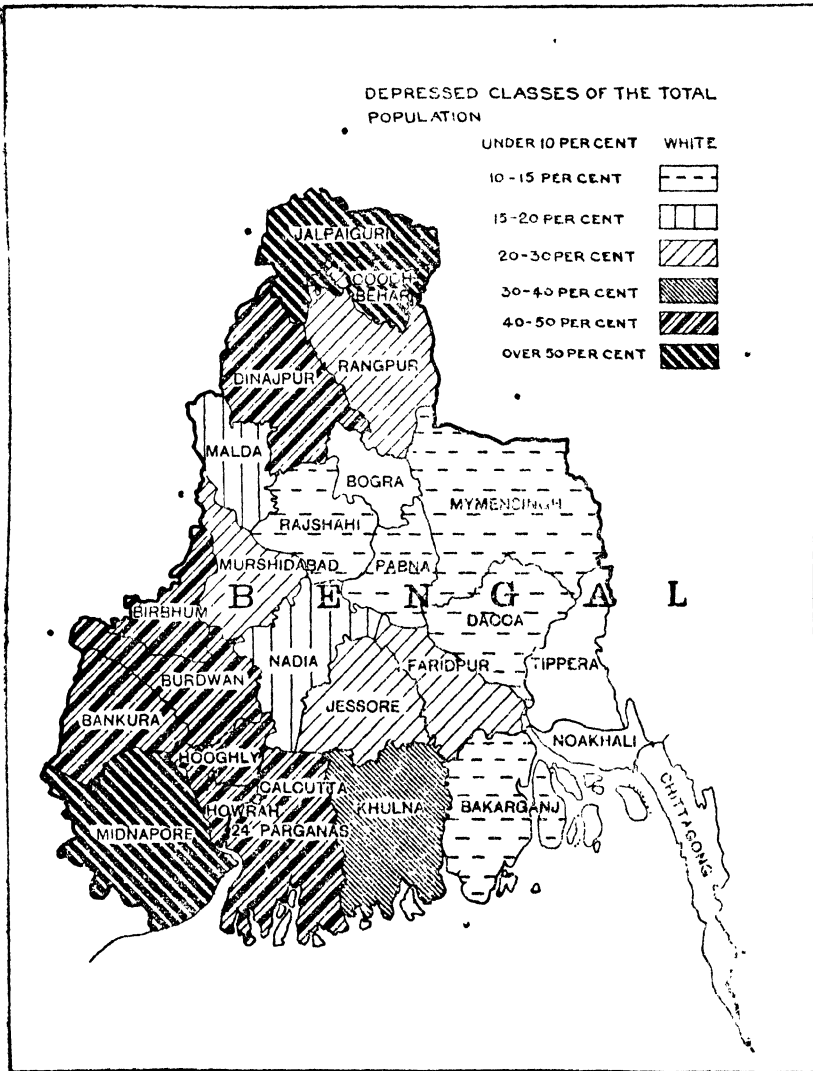 DEPRESSED CLASSES OF THE TOTAL
POPULATION
UNDER 10 PER CENT WHITE
10-15 PER CENT
15-20 PER CENT
20-30 PER CENT
30-40 PER CENT
40-50 PER CENT
OVER 50 PER CENT
JALPAIGURI
COOCH
BEHAR
RANGPUR
DINAJPUR
MALDA
BOGRA
MYMENSINGH
RAJSHAHI
MURSHIDABAD
PABNA
BENGAL
BIRBHUM
DACCA
NADIA
FARIDPUR
TIPPERA
BURDWAN
JESSORE
BANKURA
NOAKHALI
HOOGHLY
CALCUTTA
HOWRAH
KHULNA
BAKARGANJ
CHITTAGONG
MIDNAPORE
24 PARGANAS